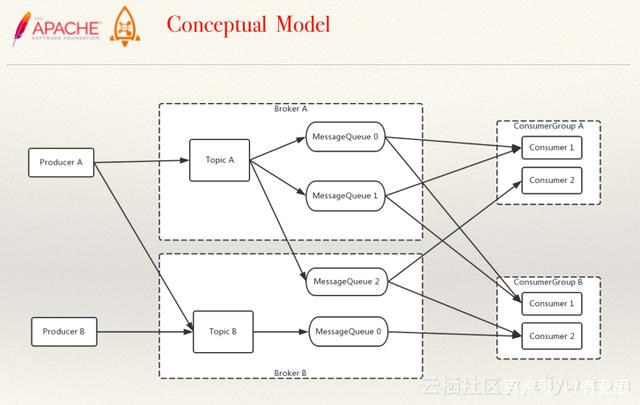 THE
APACHE
SOFTWARE FOUNDATION
Conceptual Model
Broker A
ConsumerGroup A
MessageQueue 0
Consumer 1
Producer A
Topic A
Consumer 2
MessageQueue 1
MessageQueue 2
ConsumerGroup B
Consumer 1
Producer B
Topic B
MessageQueue 0
Consumer 2
Broker B
云栖社区